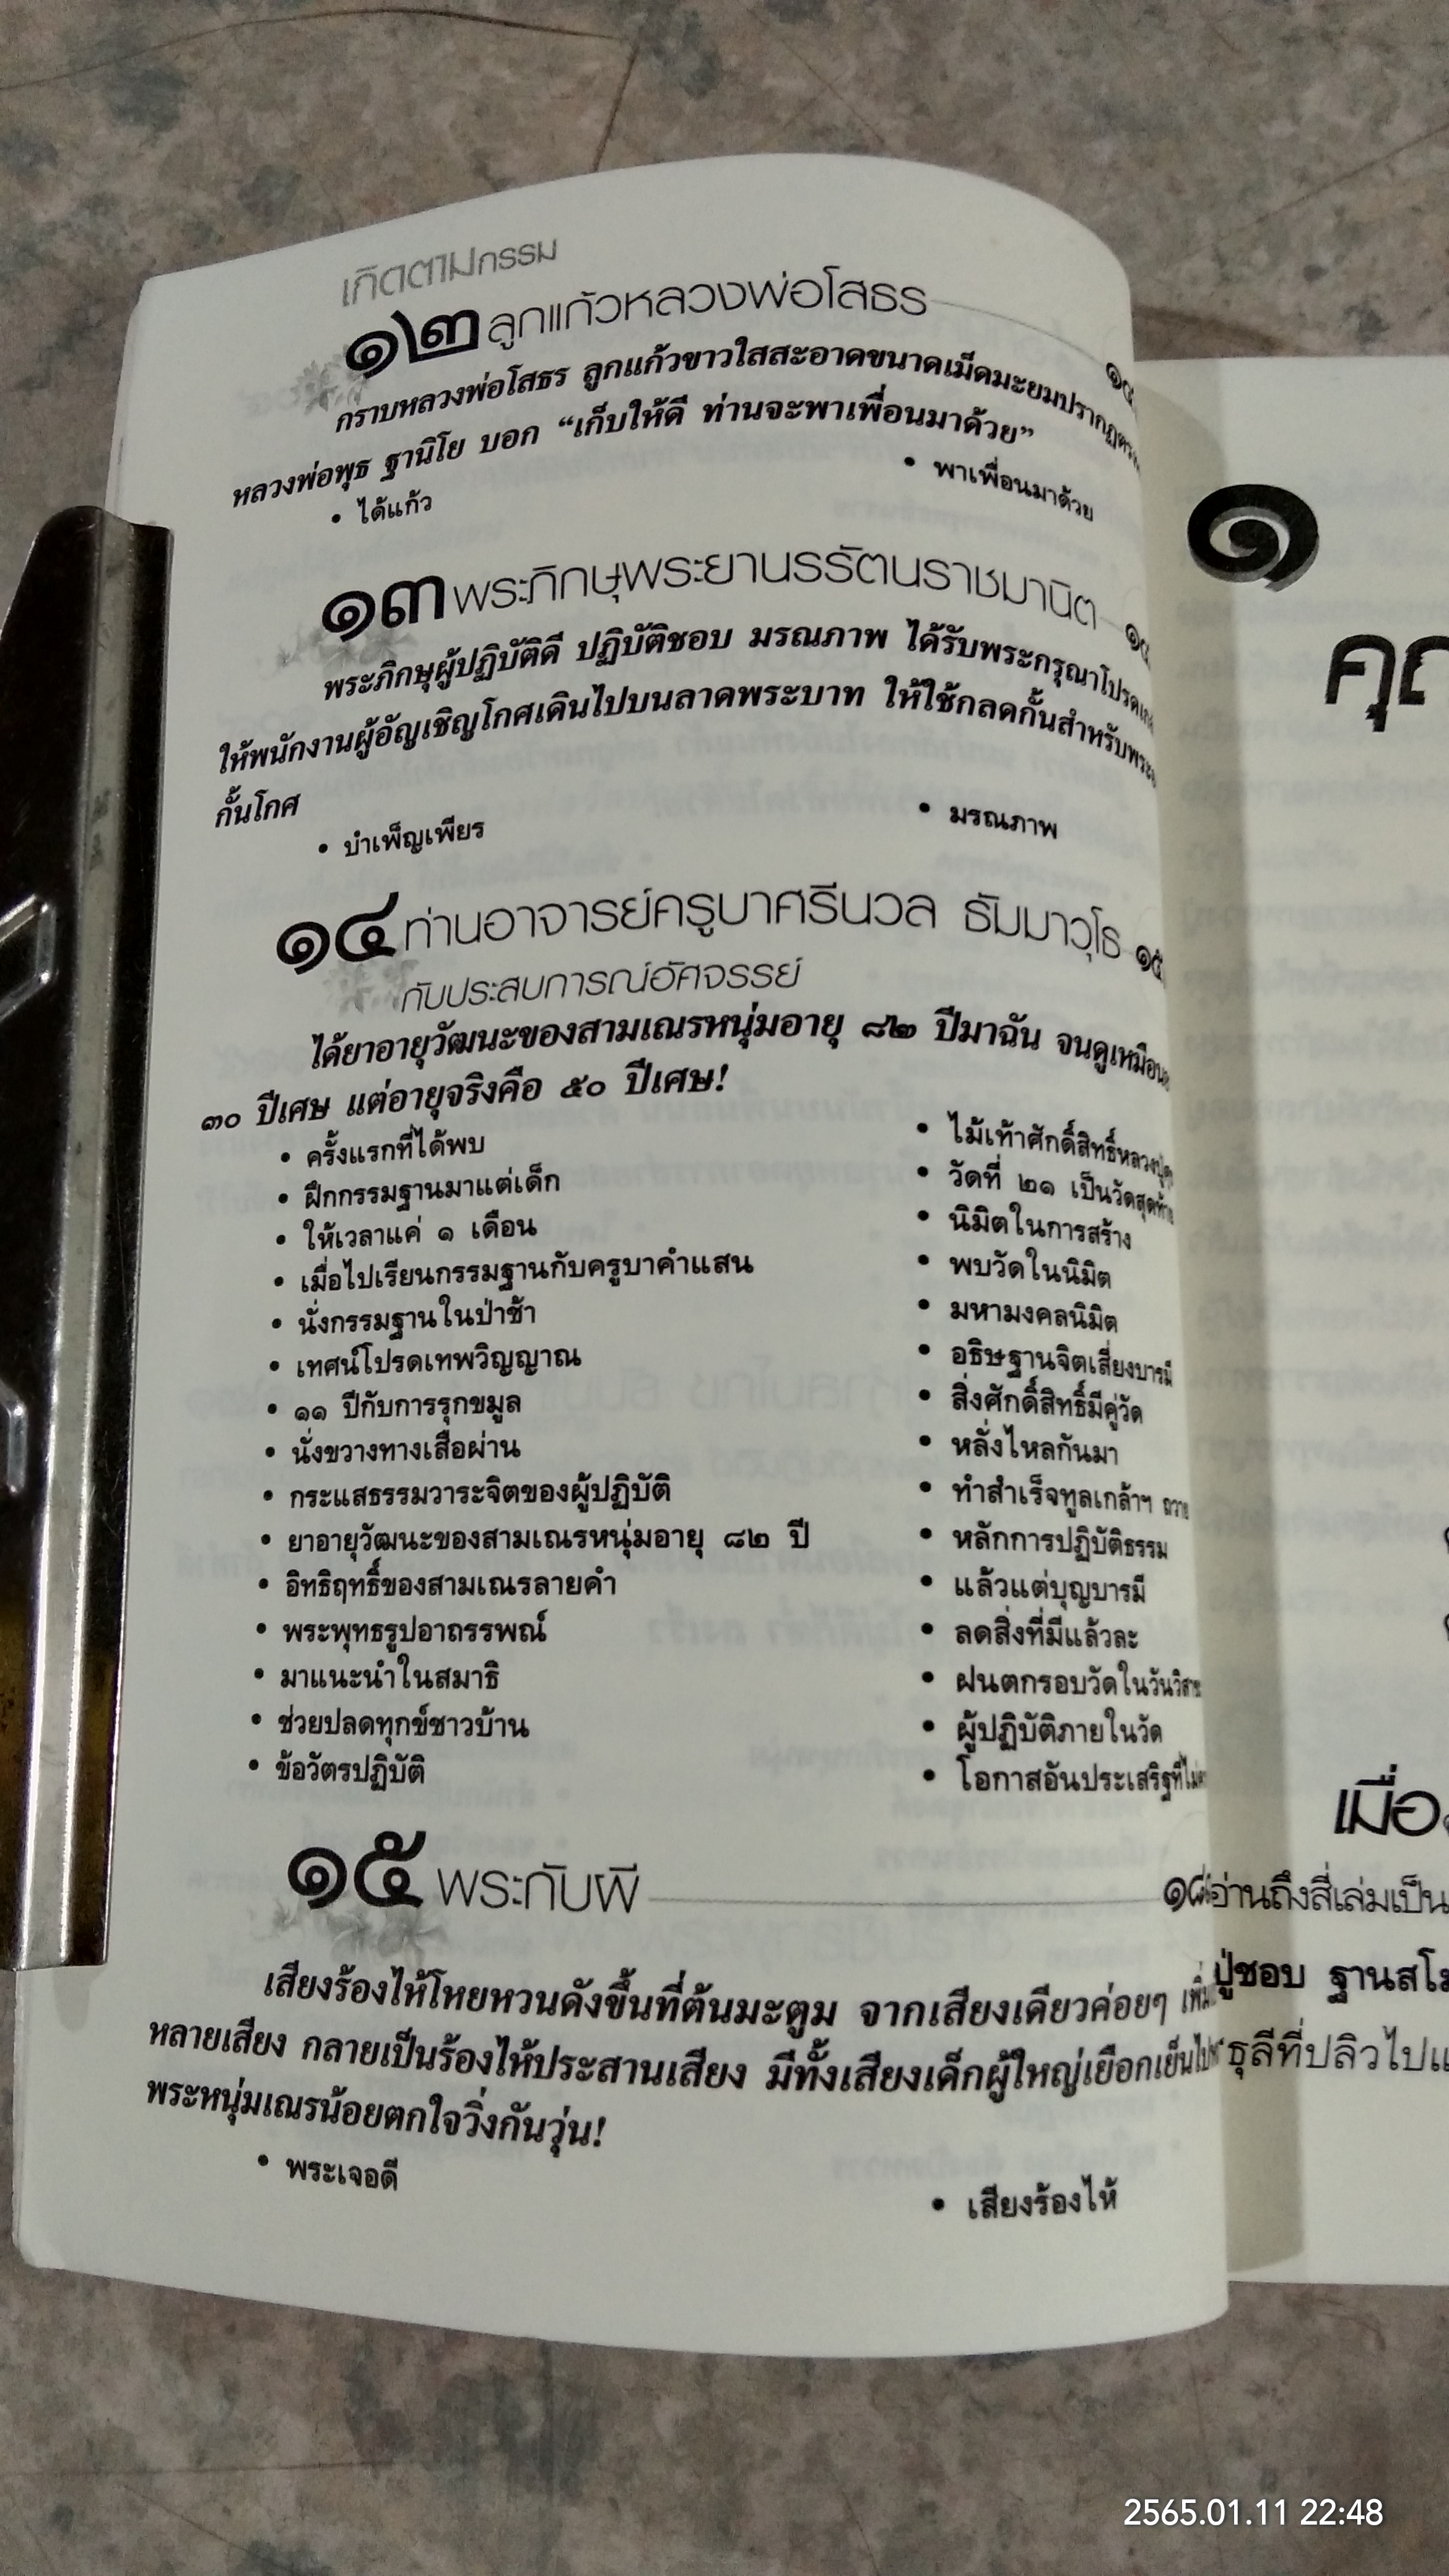 เกิดตามกรรม
๑๒ ลูกแก้วหลวงพ่อโสธร
กราบหลวงพ่อโสธร ลูกแก้วขาวใสสะอาดขนาดเม็ดมะยมปรากฏ
หลวงพ่อพุธ ฐานิโย บอก “เก็บให้ดี ท่านจะพาเพื่อนมาด้วย”
• ได้แก้ว
• พาเพื่อนมาด้วย
๑๓ พระภิกษุพระยานรรัตนราชมานิต
พระภิกษุผู้ปฏิบัติดี ปฏิบัติชอบ มรณภาพ ได้รับพระกรุณาโปรด
ให้พนักงานผู้อัญเชิญโกศเดินไปบนลาดพระบาท ให้ใช้กลดกั้นสำหรับ
กั้นโกศ
• บำเพ็ญเพียร
• มรณภาพ
๑๔ ท่านอาจารย์ครูบาศรีนวล ธัมมาวุโธ
กับประสบการณ์อัศจรรย์
ได้ยาอายุวัฒนะของสามเณรหนุ่มอายุ ๘๒ ปีมาฉัน จนดูเหมือน
๓๐ ปีเศษ แต่อายุจริงคือ ๕๐ ปีเศษ!
• ครั้งแรกที่ได้พบ
• ฝึกกรรมฐานมาแต่เด็ก
• ให้เวลาแค่ ๑ เดือน
• เมื่อไปเรียนกรรมฐานกับครูบาคำแสน
• นั่งกรรมฐานในป่าช้า
• เทศน์โปรดเทพวิญญาณ
• ๑๑ ปีกับการรุกขมูล
• นั่งขวางทางเสือผ่าน
• กระแสธรรมวาระจิตของผู้ปฏิบัติ
• ยาอายุวัฒนะของสามเณรหนุ่มอายุ ๘๒ ปี
• อิทธิฤทธิ์ของสามเณรลายคำ
• พระพุทธรูปอาถรรพณ์
• มาแนะนำในสมาธิ
• ช่วยปลดทุกข์ชาวบ้าน
• ข้อวัตรปฏิบัติ
• ไม้เท้าศักดิ์สิทธิ์หลวงปู่
• วัดที่ ๒๑ เป็นวัดสุดท้าย
• นิมิตในการสร้าง
• พบวัดในนิมิต
• มหามงคลนิมิต
• อธิษฐานจิตเสี่ยงบารมี
• สิ่งศักดิ์สิทธิ์มีคู่วัด
• หลั่งไหลกันมา
• ทำสำเร็จทูลเกล้าฯ ถวาย
• หลักการปฏิบัติธรรม
• แล้วแต่บุญบารมี
• ลดสิ่งที่มีแล้วละ
• ฝนตกรอบวัดในวันวิสาข
• ผู้ปฏิบัติภายในวัด
• โอกาสอันประเสริฐที่
๑๕ พระกับผี
เสียงร้องไห้โหยหวนดังขึ้นที่ต้นมะตูม จากเสียงเดียวค่อยๆ เพิ่ม
หลายเสียง กลายเป็นร้องไห้ประสานเสียง มีทั้งเสียงเด็กผู้ใหญ่เยือกเย็น
พระหนุ่มเณรน้อยตกใจวิ่งกันวุ่น!
• พระเจอดี
• เสียงร้องไห้
๑
คุณ
เมื่อ
อ่านถึงสี่เล่มเป็น
ปู่ชอบ ฐานสโม
ธุลีที่ปลิวไป
2565.01.11 22:48